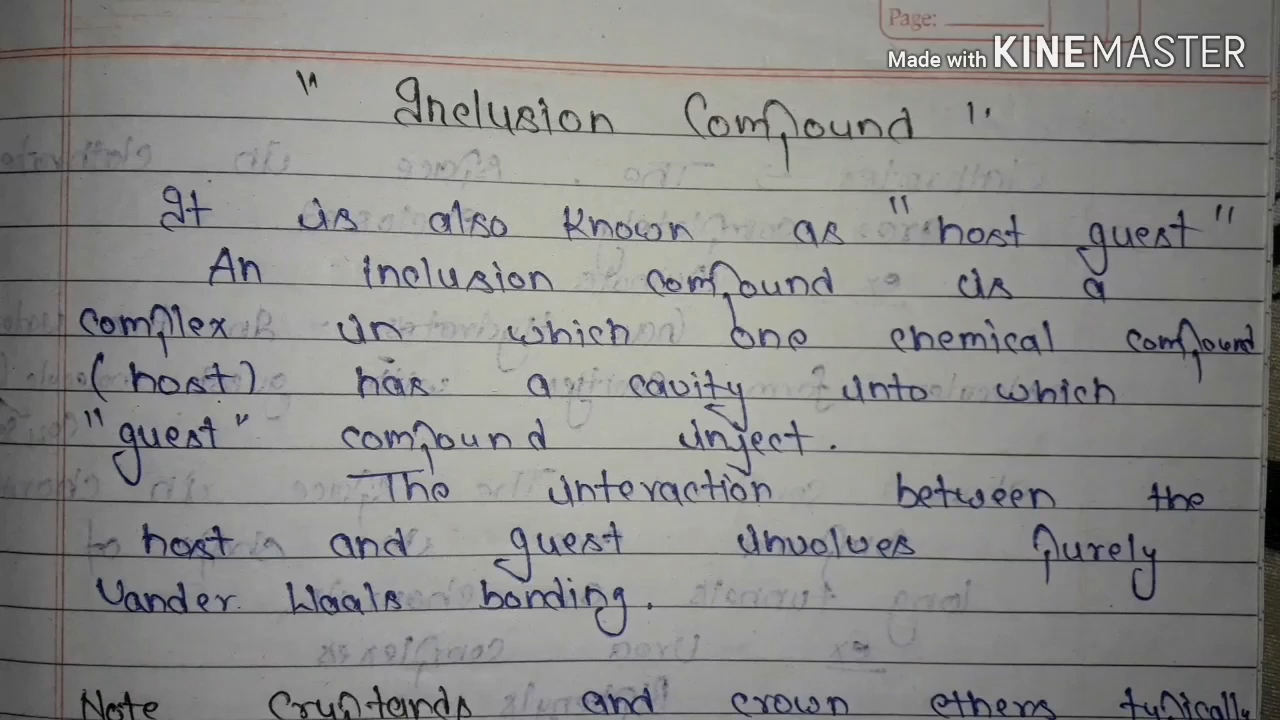 Page:
Made with KINEMASTER
" Inclusion Compound "
It is also known as "host guest"
An inclusion compound is a
complex in which one chemical compound
(host) has a cavity into which
"guest" compound inject.
The interaction between the
host and guest involves purely
Vander Waals bonding.
Note Cryptands and crown ethers typically